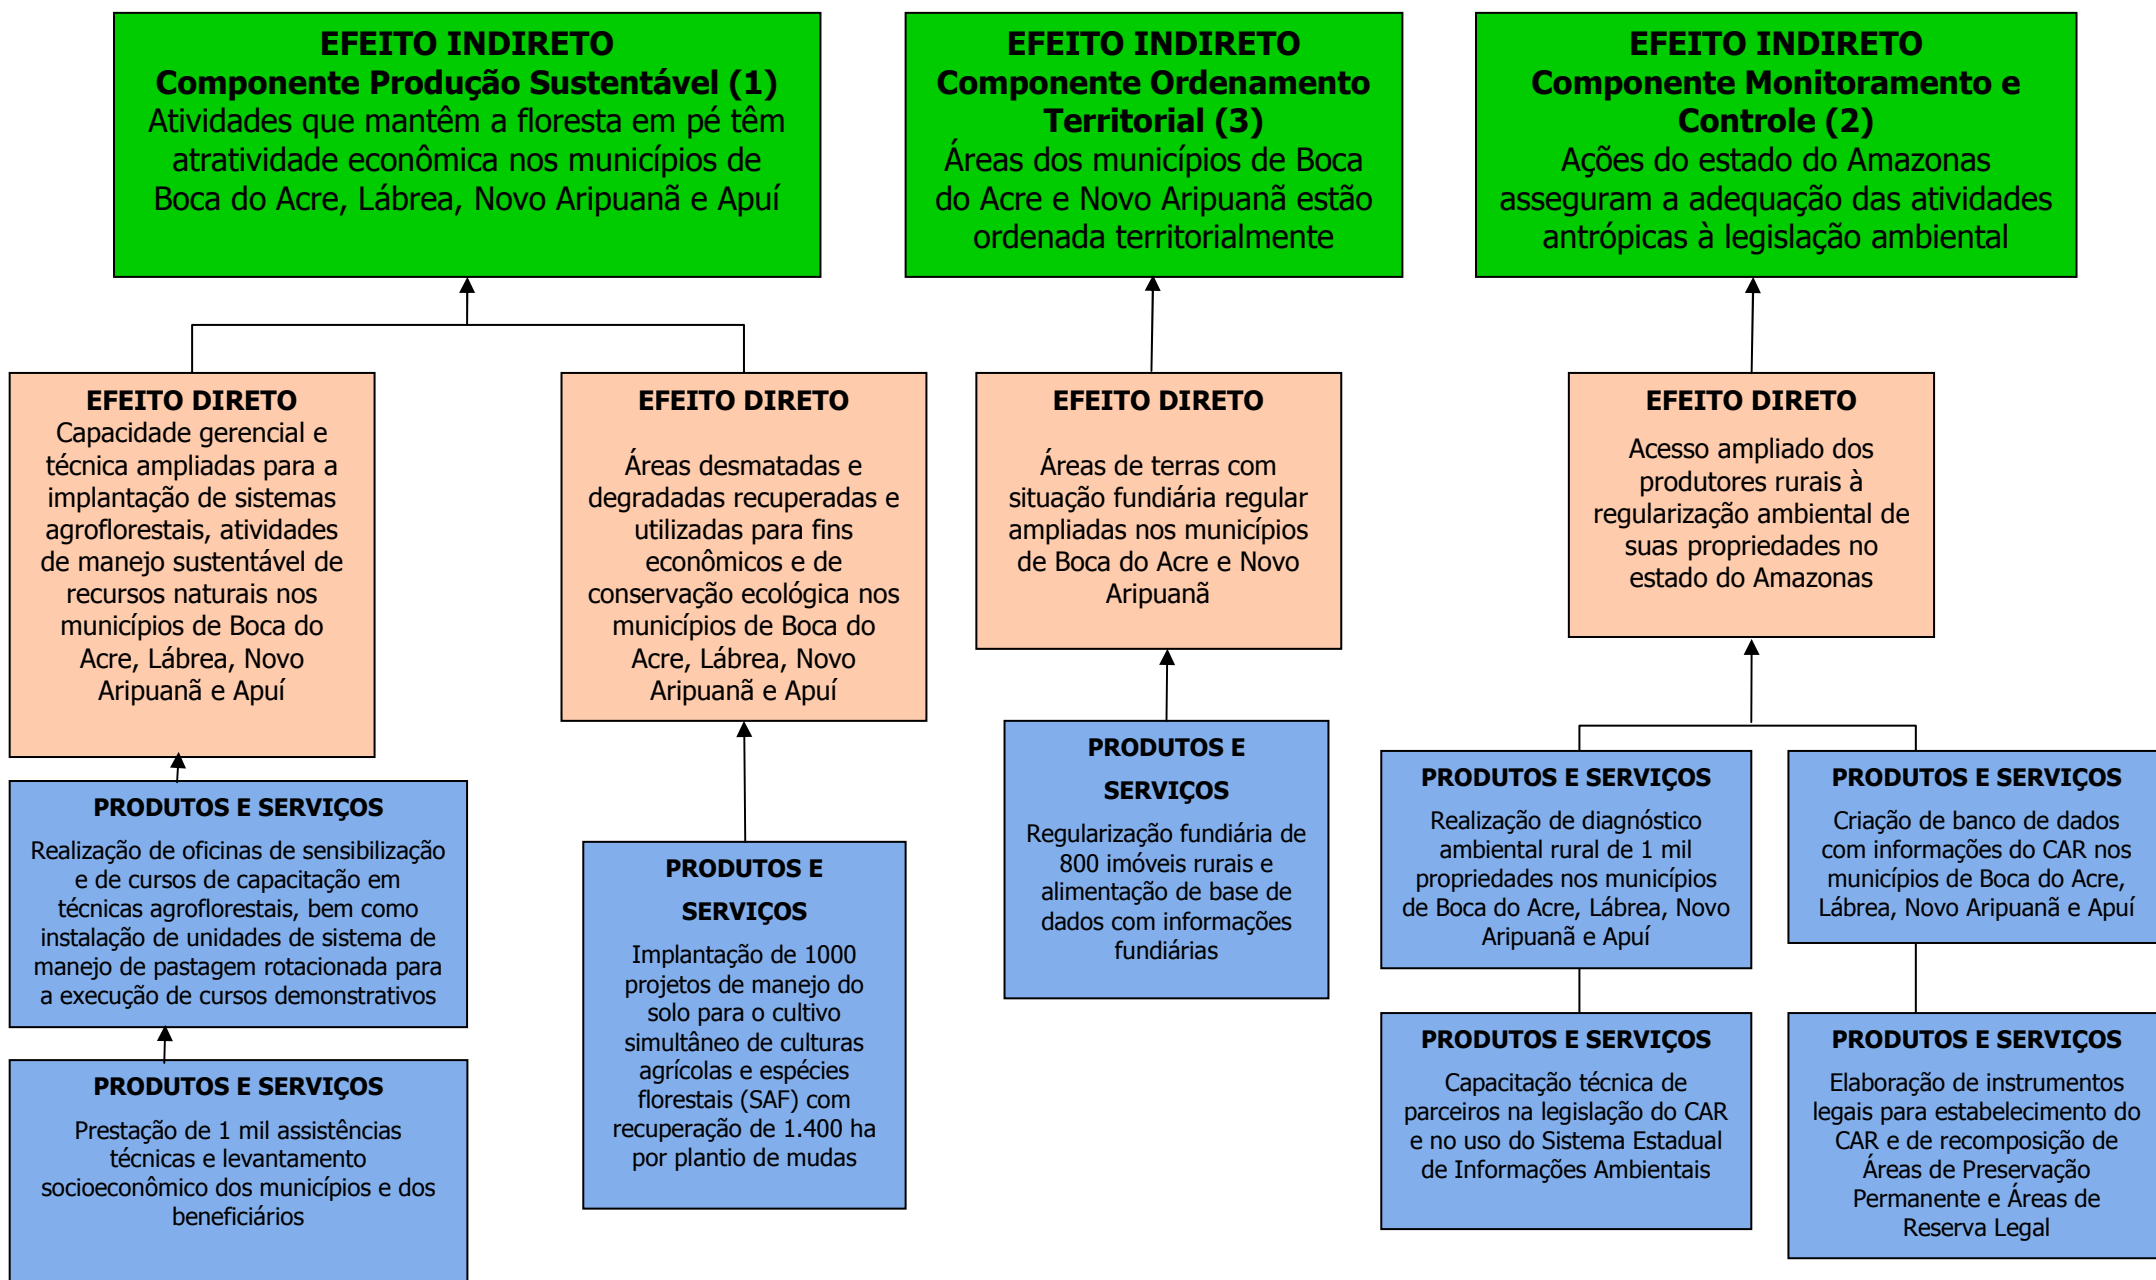 EFEITO INDIRETO
Componente Produção Sustentável (1)
Atividades que mantêm a floresta em pé têm
atratividade econômica nos municípios de
Boca do Acre, Lábrea, Novo Aripuanã e Apuí
EFEITO INDIRETO
Componente Ordenamento
Territorial (3)
Áreas dos municípios de Boca
do Acre e Novo Aripuanã estão
ordenada territorialmente
EFEITO INDIRETO
Componente Monitoramento e
Controle (2)
Ações do estado do Amazonas
asseguram a adequação das atividades
antrópicas à legislação ambiental
EFEITO DIRETO
Capacidade gerencial e
técnica ampliadas para a
implantação de sistemas
agroflorestais, atividades
de manejo sustentável de
recursos naturais nos
municípios de Boca do
Acre, Lábrea, Novo
Aripuanã e Apuí
EFEITO DIRETO
Áreas desmatadas e
degradadas recuperadas e
utilizadas para fins
econômicos e de
conservação ecológica nos
municípios de Boca do
Acre, Lábrea, Novo
Aripuanã e Apuí
EFEITO DIRETO
Áreas de terras com
situação fundiária regular
ampliadas nos municípios
de Boca do Acre e Novo
Aripuanã
EFEITO DIRETO
Acesso ampliado dos
produtores rurais à
regularização ambiental de
suas propriedades no
estado do Amazonas
PRODUTOS E SERVIÇOS
Realização de oficinas de sensibilização
e de cursos de capacitação em
técnicas agroflorestais, bem como
instalação de unidades de sistema de
manejo de pastagem rotacionada para
a execução de cursos demonstrativos
PRODUTOS E SERVIÇOS
Prestação de 1 mil assistências
técnicas e levantamento
socioeconômico dos municípios e dos
beneficiários
PRODUTOS E
SERVIÇOS
Implantação de 1000
projetos de manejo do
solo para o cultivo
simultâneo de culturas
agrícolas e espécies
florestais (SAF) com
recuperação de 1.400 ha
por plantio de mudas
PRODUTOS E
SERVIÇOS
Regularização fundiária de
800 imóveis rurais e
alimentação de base de
dados com informações
fundiárias
PRODUTOS E SERVIÇOS
Realização de diagnóstico
ambiental rural de 1 mil
propriedades nos municípios
de Boca do Acre, Lábrea, Novo
Aripuanã e Apuí
PRODUTOS E SERVIÇOS
Criação de banco de dados
com informações do CAR nos
municípios de Boca do Acre,
Lábrea, Novo Aripuanã e Apuí
PRODUTOS E SERVIÇOS
Capacitação técnica de
parceiros na legislação do CAR
e no uso do Sistema Estadual
de Informações Ambientais
PRODUTOS E SERVIÇOS
Elaboração de instrumentos
legais para estabelecimento do
CAR e de recomposição de
Áreas de Preservação
Permanente e Áreas de
Reserva Legal